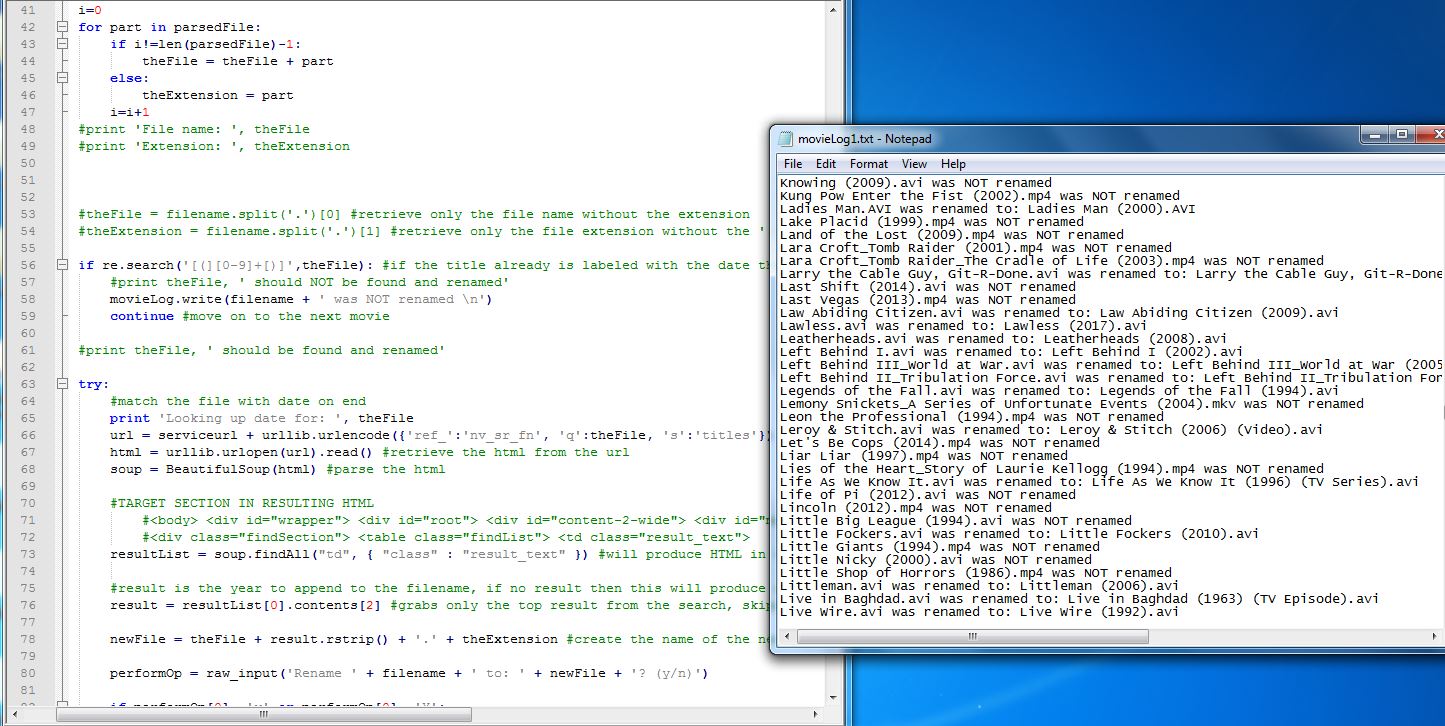 41 i=0
42 for part in parsedFile:
43     if i!=len(parsedFile)-1:
44         theFile = theFile + part
45     else:
46         theExtension = part
47     i=i+1
48 #print 'File name: ', theFile
49 #print 'Extension: ', theExtension
50
51
52
53 #theFile = filename.split('.')[0] #retrieve only the file name without the extension
54 #theExtension = filename.split('.')[1] #retrieve only the file extension without the '
55
56 if re.search('[(][0-9]+[)]',theFile): #if the title already is labeled with the date
57     #print theFile, ' should NOT be found and renamed'
58     movieLog.write(filename + ' was NOT renamed \n')
59     continue #move on to the next movie
60
61 #print theFile, ' should be found and renamed'
62
63 try:
64     #match the file with date on end
65     print 'Looking up date for: ', theFile
66     url = serviceurl + urllib.urlencode({'ref_':'nv_sr_fn', 'q':theFile, 's':'titles'})
67     html = urllib.urlopen(url).read() #retrieve the html from the url
68     soup = BeautifulSoup(html) #parse the html
69
70     #TARGET SECTION IN RESULTING HTML
71         #<body> <div id="wrapper"> <div id="root"> <div id="content-2-wide"> <div
72         #<div class="findSection"> <table class="findList"> <td class="result_text">
73     resultList = soup.findAll("td", { "class" : "result_text" }) #will produce HTML in
74
75     #result is the year to append to the filename, if no result then this will produce
76     result = resultList[0].contents[2] #grabs only the top result from the search,
77
78     newFile = theFile + result.rstrip() + '.' + theExtension #create the name of the
79
80     performOp = raw_input('Rename ' + filename + ' to: ' + newFile + '? (y/n)')
81
movieLog1.txt - Notepad
File Edit Format View Help
Knowing (2009).avi was NOT renamed
Kung Pow Enter the Fist (2002).mp4 was NOT renamed
Ladies Man.AVI was renamed to: Ladies Man (2000).AVI
Lake Placid (1999).mp4 was NOT renamed
Land of the Lost (2009).mp4 was NOT renamed
Lara Croft_Tomb Raider (2001).mp4 was NOT renamed
Lara Croft_Tomb Raider_The Cradle of Life (2003).mp4 was NOT renamed
Larry the Cable Guy, Git-R-Done.avi was renamed to: Larry the Cable Guy, Git-R-Done
Last Shift (2014).avi was NOT renamed
Last Vegas (2013).mp4 was NOT renamed
Law Abiding Citizen.avi was renamed to: Law Abiding Citizen (2009).avi
Lawless.avi was renamed to: Lawless (2017).avi
Leatherheads.avi was renamed to: Leatherheads (2008).avi
Left Behind I.avi was renamed to: Left Behind I (2002).avi
Left Behind III_World at War.avi was renamed to: Left Behind III_World at War (2005
Left Behind II_Tribulation Force.avi was renamed to: Left Behind II_Tribulation
Legends of the Fall.avi was renamed to: Legends of the Fall (1994).avi
Lemony Snickets_A Series of Unfortunate Events (2004).mkv was NOT renamed
Leon the Professional (1994).mp4 was NOT renamed
Leroy & Stitch.avi was renamed to: Leroy & Stitch (2006) (Video).avi
Let's Be Cops (2014).mp4 was NOT renamed
Liar Liar (1997).mp4 was NOT renamed
Lies of the Heart_Story of Laurie Kellogg (1994).mp4 was NOT renamed
Life As We Know It.avi was renamed to: Life As We Know It (1996) (TV Series).avi
Life of Pi (2012).avi was NOT renamed
Lincoln (2012).mp4 was NOT renamed
Little Big League (1994).avi was NOT renamed
Little Fockers.avi was renamed to: Little Fockers (2010).avi
Little Giants (1994).mp4 was NOT renamed
Little Nicky (2000).avi was NOT renamed
Little Shop of Horrors (1986).mp4 was NOT renamed
Littleman.avi was renamed to: Littleman (2006).avi
Live in Baghdad.avi was renamed to: Live in Baghdad (1963) (TV Episode).avi
Live Wire.avi was renamed to: Live Wire (1992).avi